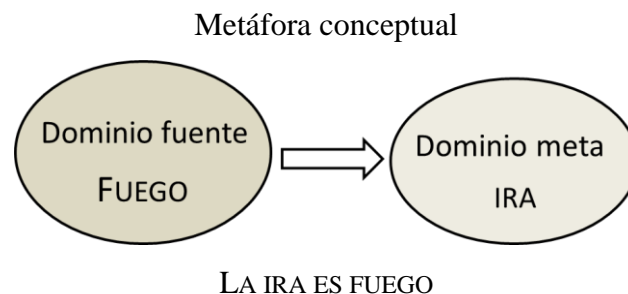 Metáfora conceptual
Dominio fuente
FUEGO
Dominio meta
IRA
LA IRA ES FUEGO